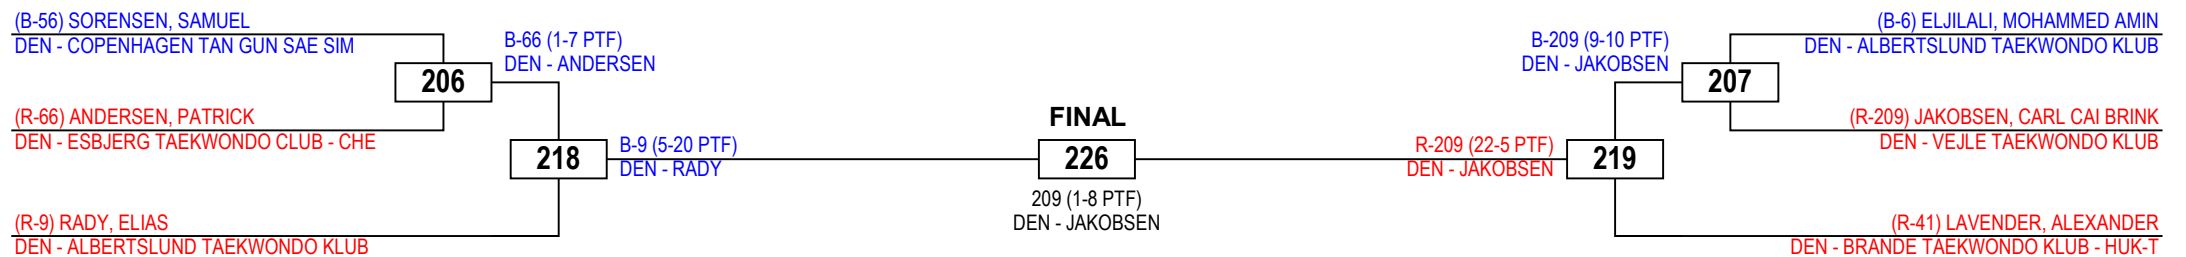 (B-56) SORENSEN, SAMUEL
DEN - COPENHAGEN TAN GUN SAE SIM
206
(R-66) ANDERSEN, PATRICK
DEN - ESBJERG TAEKWONDO CLUB - CHE
B-66 (1-7 PTF)
DEN - ANDERSEN
218
(R-9) RADY, ELIAS
DEN - ALBERTSLUND TAEKWONDO KLUB
B-9 (5-20 PTF)
DEN - RADY
FINAL
226
209 (1-8 PTF)
DEN - JAKOBSEN
R-209 (22-5 PTF)
DEN - JAKOBSEN
219
B-209 (9-10 PTF)
DEN - JAKOBSEN
(B-6) ELJILALI, MOHAMMED AMIN
DEN - ALBERTSLUND TAEKWONDO KLUB
207
(R-209) JAKOBSEN, CARL CAI BRINK
DEN - VEJLE TAEKWONDO KLUB
(R-41) LAVENDER, ALEXANDER
DEN - BRANDE TAEKWONDO KLUB - HUK-T